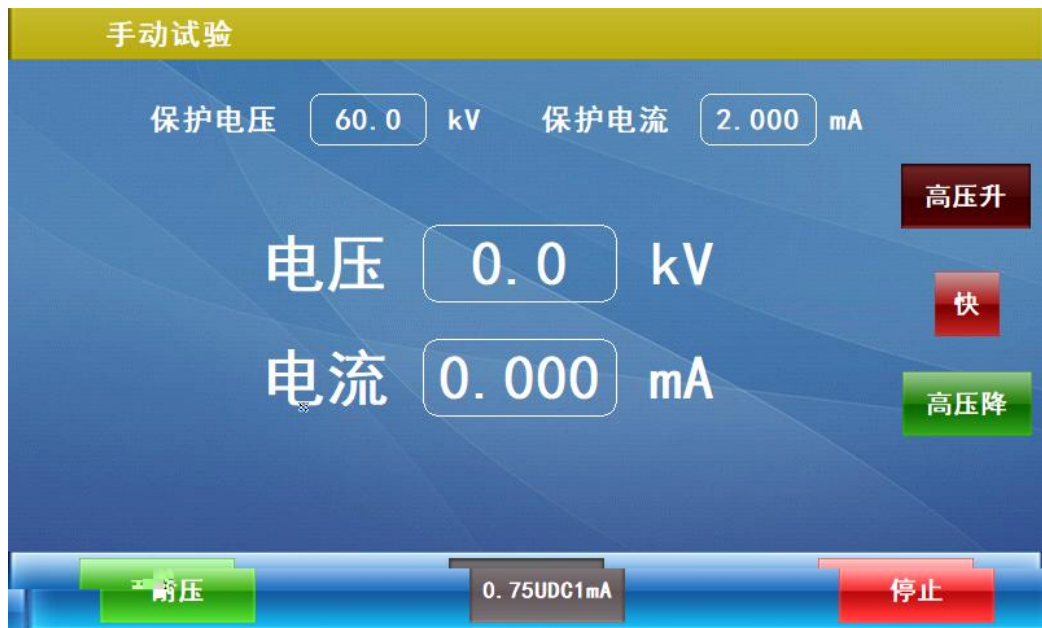 手动试验
保护电压 60.0 kV 保护电流 2.000 mA
高压升
电压 0.0 kV
快
电流 0.000 mA
高压降
耐压 0.75UDC1mA 停止